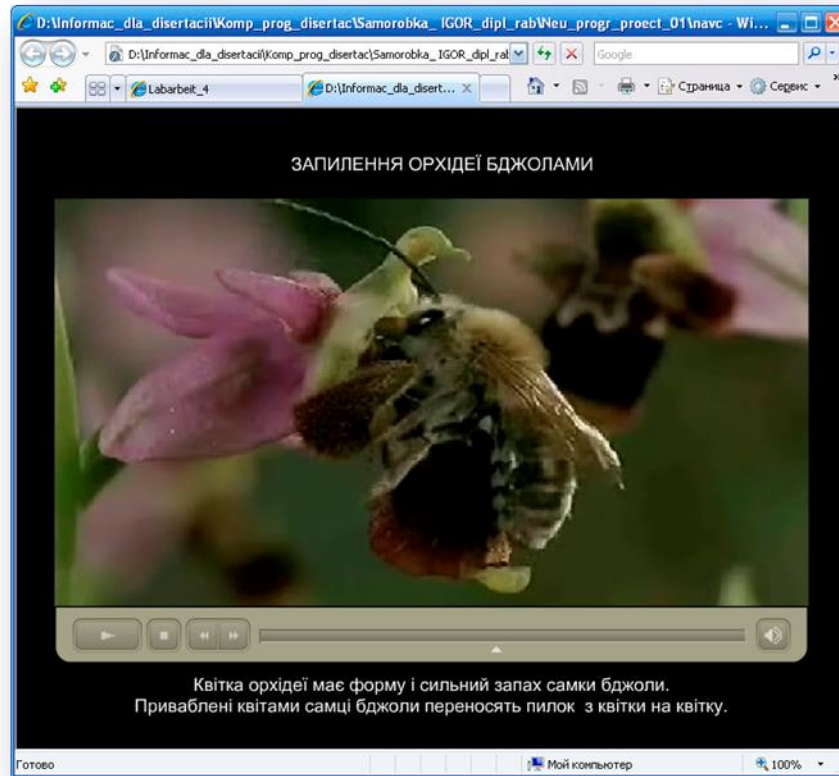 D:\Informac_dla_disertacii\Komp_prog_disertac\Samorobka_ IGOR_dipl_rab\Neu_progr_proect_01\navc - Wi...
D:\Informac_dla_disertacii\Komp_prog_disertac\Samorobka_ IGOR_dipl_rab
Google
Labarbeit_4
D:\Informac_dla_disert...
Страница
Сервис
ЗАПИЛЕННЯ ОРХІДЕЇ БДЖОЛАМИ
Квітка орхідеї має форму і сильний запах самки бджоли.
Приваблені квітами самці бджоли переносять пилок з квітки на квітку.
Готово
Мой компьютер
100%